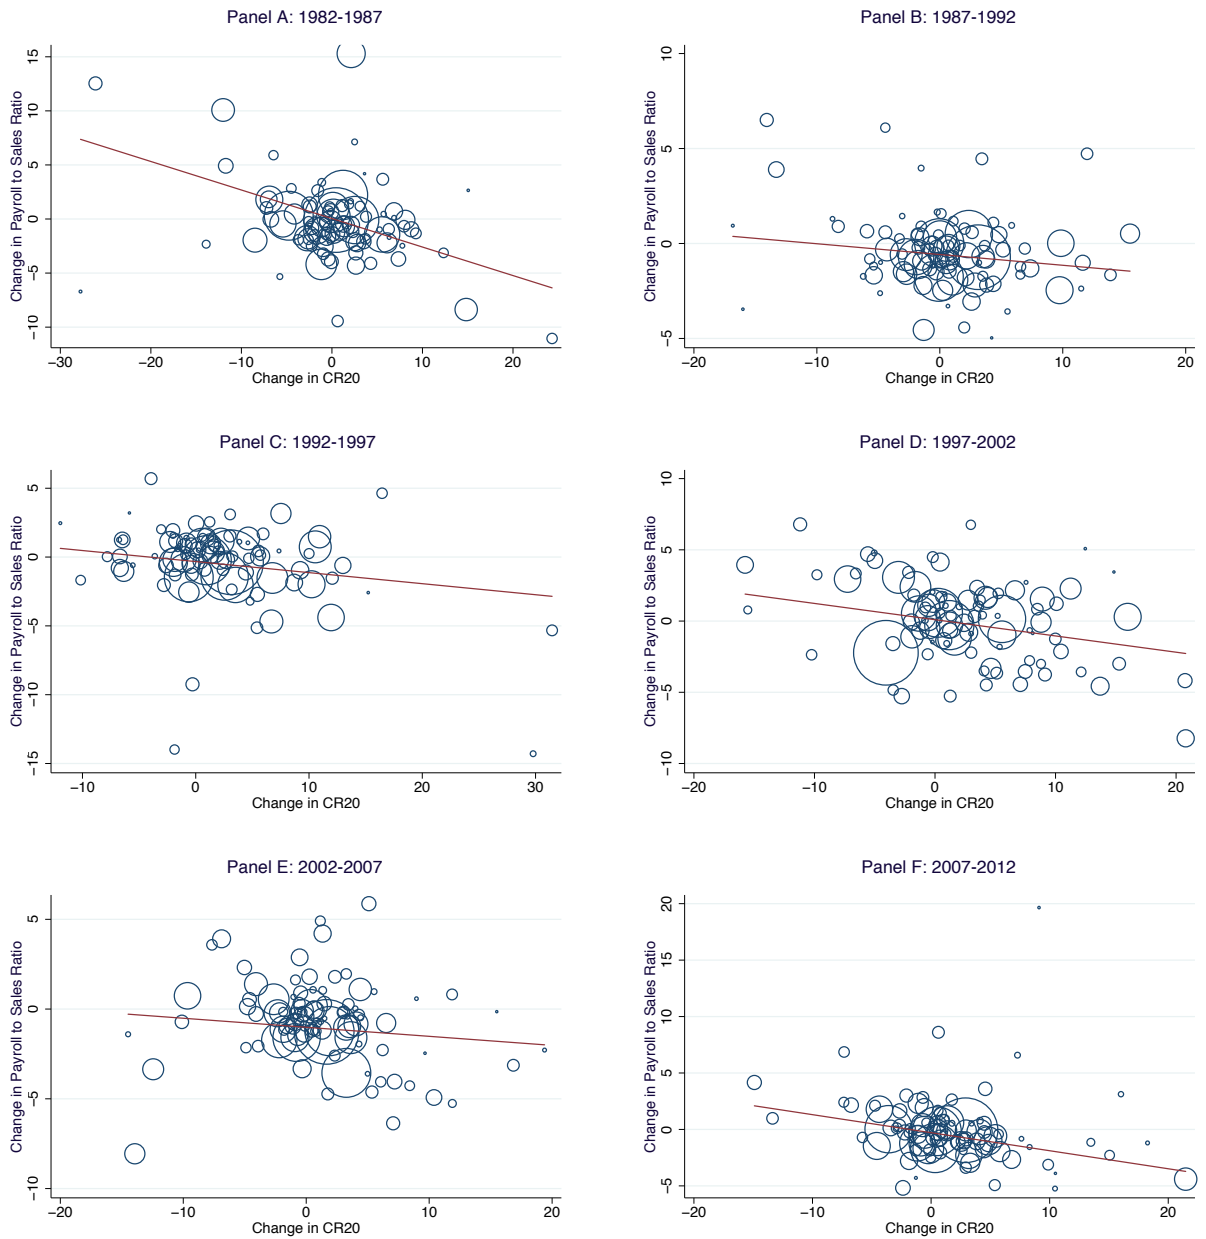 Panel A: 1982-1987
Change in Payroll to Sales Ratio
15
10
5
0
−5
−10
−30 −20 −10 0 10 20
Change in CR20
Panel B: 1987-1992
Change in Payroll to Sales Ratio
10
5
0
−5
−20 −10 0 10 20
Change in CR20
Panel C: 1992-1997
Change in Payroll to Sales Ratio
5
0
−5
−10
−15
−10 0 10 20 30
Change in CR20
Panel D: 1997-2002
Change in Payroll to Sales Ratio
10
5
0
−5
−10
−20 −10 0 10 20
Change in CR20
Panel E: 2002-2007
Change in Payroll to Sales Ratio
5
0
−5
−10
−20 −10 0 10 20
Change in CR20
Panel F: 2007-2012
Change in Payroll to Sales Ratio
20
15
10
5
0
−5
−20 −10 0 10 20
Change in CR20